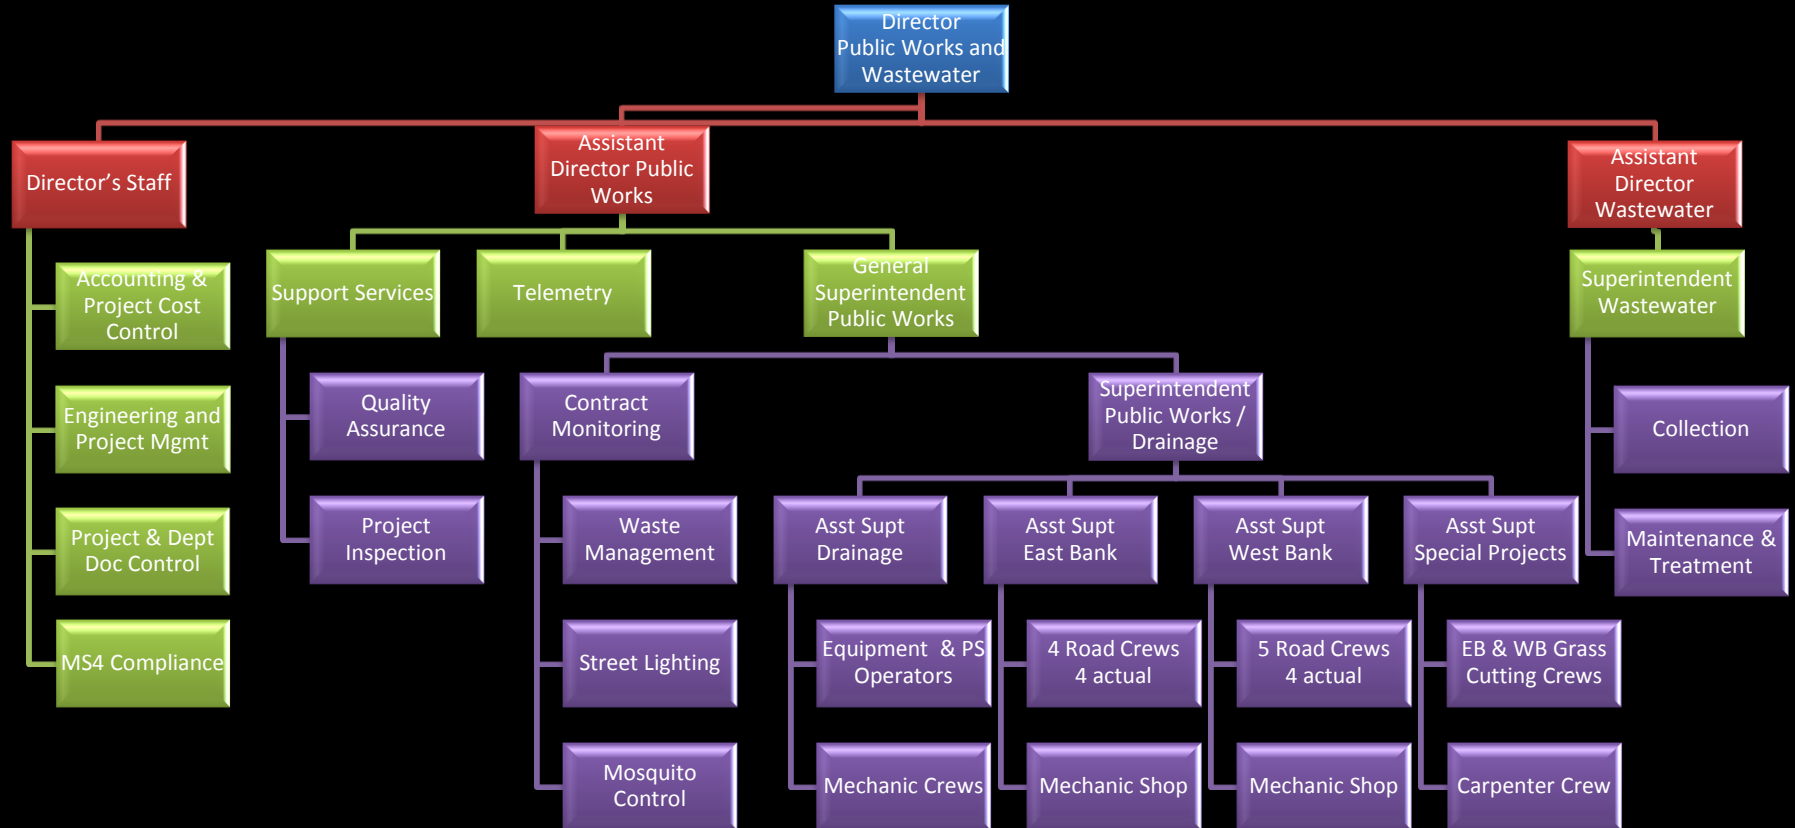 Director
Public Works and
Wastewater
Director's Staff
Assistant
Director Public
Works
Assistant
Director
Wastewater
Accounting &
Project Cost
Control
Engineering and
Project Mgmt
Project & Dept
Doc Control
MS4 Compliance
Support Services
Telemetry
General
Superintendent
Public Works
Superintendent
Wastewater
Quality
Assurance
Project
Inspection
Contract
Monitoring
Superintendent
Public Works /
Drainage
Waste
Management
Street Lighting
Mosquito
Control
Asst Supt
Drainage
Equipment & PS
Operators
Mechanic Crews
Asst Supt
East Bank
4 Road Crews
4 actual
Mechanic Shop
Asst Supt
West Bank
5 Road Crews
4 actual
Mechanic Shop
Asst Supt
Special Projects
EB & WB Grass
Cutting Crews
Carpenter Crew
Collection
Maintenance &
Treatment